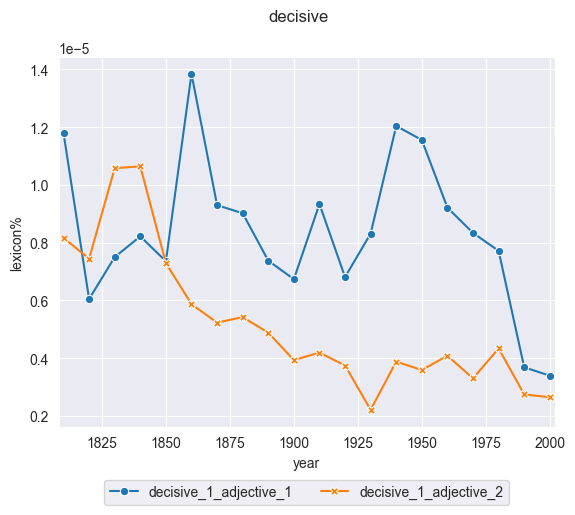 decisive
1e−5
1.4
1.2
1.0
0.8
0.6
0.4
0.2
lexicon%
1825 1850 1875 1900 1925 1950 1975 2000
year
decisive_1_adjective_1 decisive_1_adjective_2